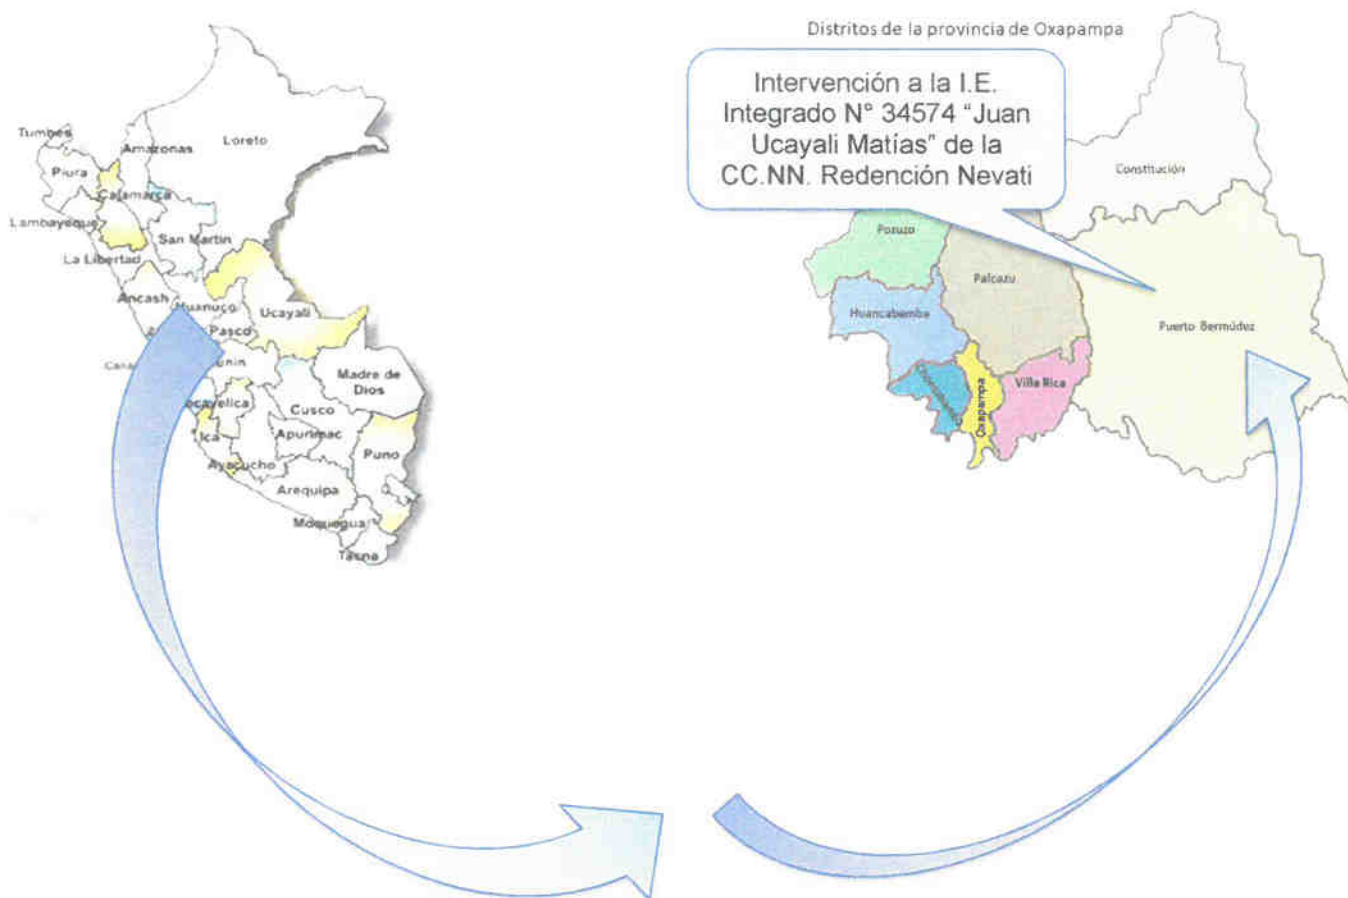 Distritos de la provincia de Oxapampa
Intervención a la I.E.
Integrado N° 34574 “Juan
Ucayali Matías” de la
CC.NN. Redención Nevati
Tumbes
Piura
Amazonas
Loreto
Cajamarca
Lambayeque
San Martin
La Libertad
Ancash
Huanuco
Ucayali
Pasco
unin
Madre de
Dios
Cusco
Ica
Apurimac
Ayacucho
Puno
Arequipa
Moquegua
Tacna
Constitución
Pozuzo
Palcazu
Huancabamba
Puerto Bermúdez
Villa Rica
Oxapampa